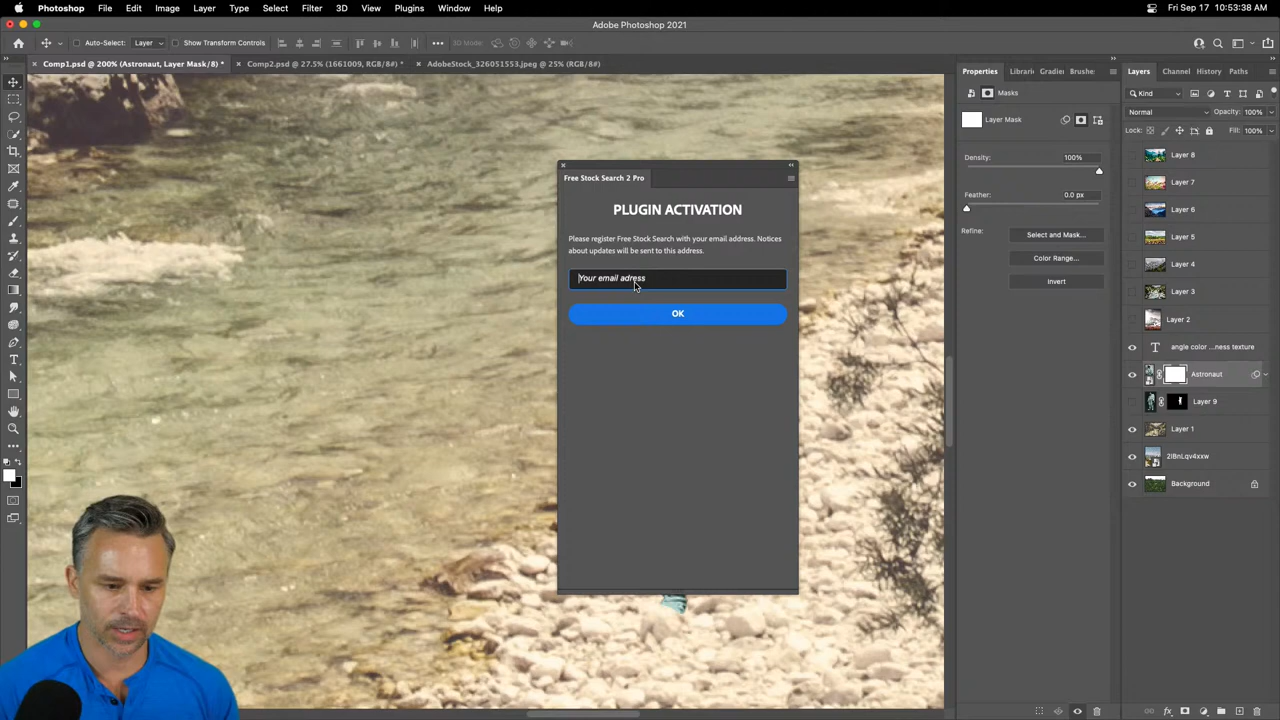 Photoshop File Edit Image Layer Type Select Filter 3D View Plugins Window Help
Fri Sep 17 10:53:38 AM
Adobe Photoshop 2021
Auto-Select: Layer Show Transform Controls 3D Mode:
Comp1.psd @ 200% (Astronaut, Layer Mask/8) *
Comp2.psd @ 27.5% (1661009, RGB/8#) *
AdobeStock_326051553.jpeg @ 25% (RGB/8#)
Free Stock Search 2 Pro
PLUGIN ACTIVATION
Please register Free Stock Search with your email address. Notices
about updates will be sent to this address.
Your email adress
OK
Properties Librari Gradie Brushe
Masks
Layer Mask
Density: 100%
Feather: 0.0 px
Refine: Select and Mask...
Color Range...
Invert
Layers Channel History Paths
Kind
Normal Opacity: 100%
Lock: Fill: 100%
Layer 8
Layer 7
Layer 6
Layer 5
Layer 4
Layer 3
Layer 2
T angle color ...ness texture
Astronaut
Layer 9
Layer 1
2IBnLqv4xxw
Background